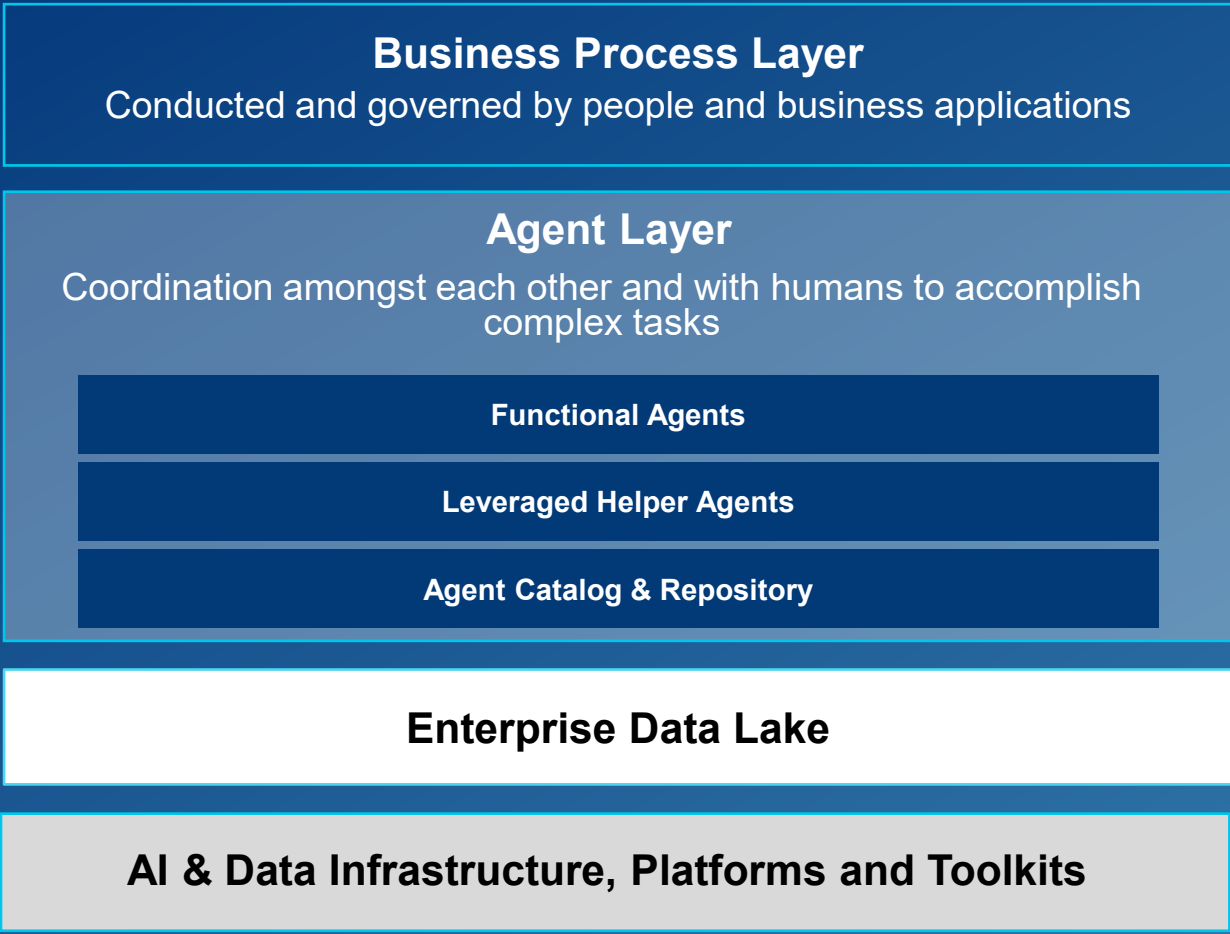 Business Process Layer
Conducted and governed by people and business applications
Agent Layer
Coordination amongst each other and with humans to accomplish
complex tasks
Functional Agents
Leveraged Helper Agents
Agent Catalog & Repository
Enterprise Data Lake
AI & Data Infrastructure, Platforms and Toolkits